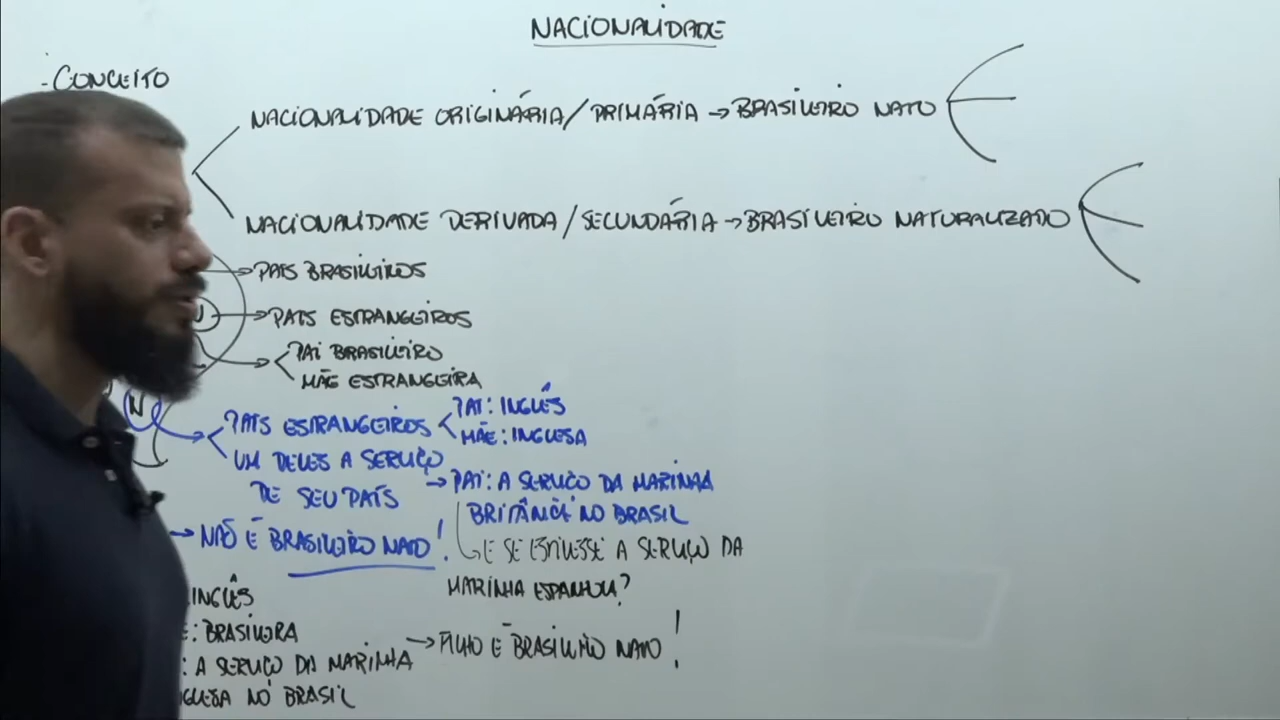 NACIONALIDADE
- CONCEITO
NACIONALIDADE ORIGINÁRIA / PRIMÁRIA → BRASILEIRO NATO
NACIONALIDADE DERIVADA / SECUNDÁRIA → BRASILEIRO NATURALIZADO
→ PAIS BRASILEIROS
→ PAIS ESTRANGEIROS
→ PAI BRASILEIRO
MÃE ESTRANGEIRA
N
→ PAIS ESTRANGEIROS
PAI: INGLÊS
MÃE: INGLESA
UM DELES A SERVIÇO
DE SEU PAÍS
→ PAI: A SERVIÇO DA MARINHA
BRITÂNICA NO BRASIL
→ NÃO É BRASILEIRO NATO!
→ E SE ESTIVESSE A SERVIÇO DA
MARINHA ESPANHOLA?
INGLÊS
: BRASILEIRA
: A SERVIÇO DA MARINHA
GLESA NO BRASIL
→ FILHO É BRASILEIRO NATO!